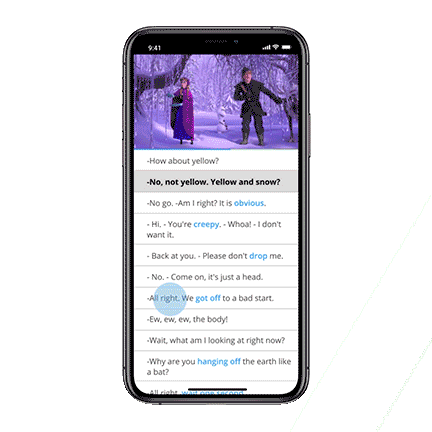 9:41
-How about yellow?
-No, not yellow. Yellow and snow?
-No go. -Am I right? It is obvious.
- Hi. - You're creepy. - Whoa! - I don't
want it.
- Back at you. - Please don't drop me.
- No. - Come on, it's just a head.
-All right. We got off to a bad start.
-Ew, ew, ew, the body!
-Wait, what am I looking at right now?
-Why are you hanging off the earth like
a bat?
-All right, wait one second.